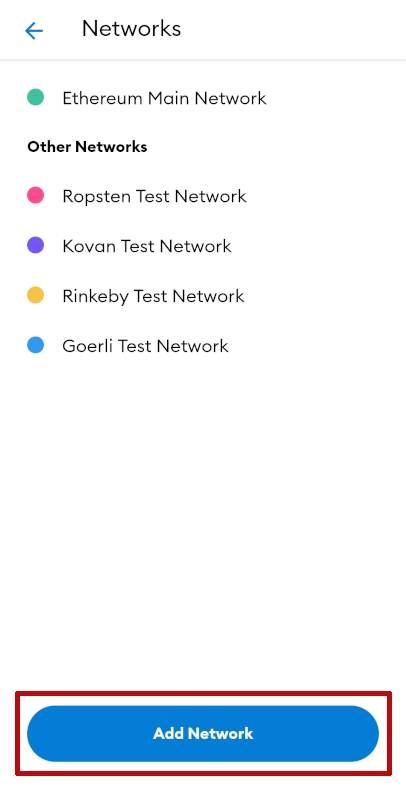 Networks
Ethereum Main Network
Other Networks
Ropsten Test Network
Kovan Test Network
Rinkeby Test Network
Goerli Test Network
Add Network